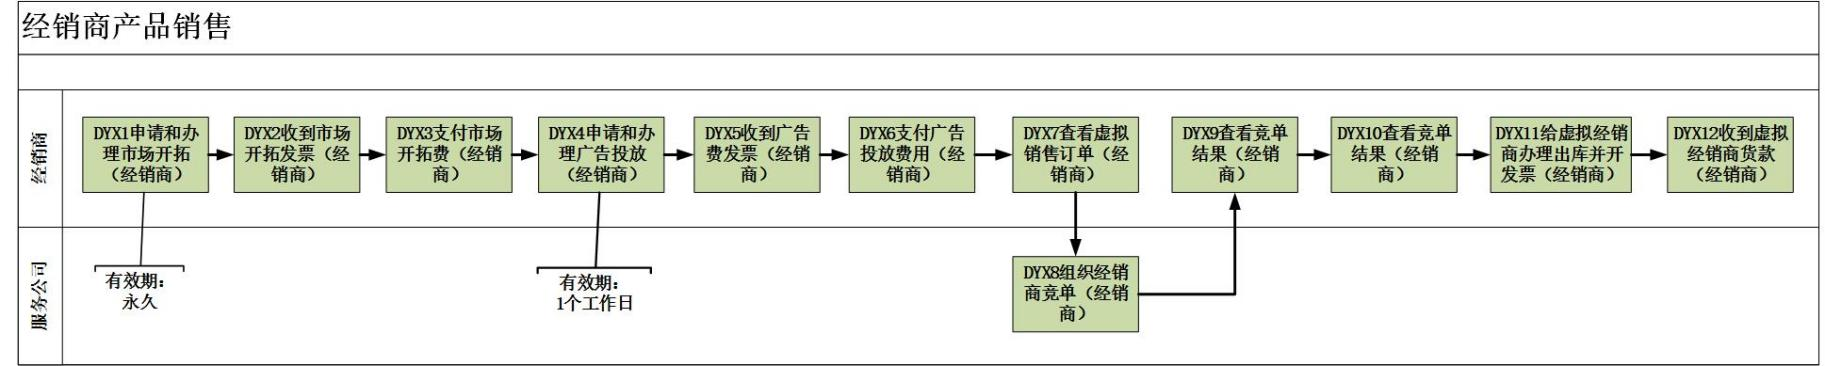 经销商产品销售
经销商
DYX1申请和办
理市场开拓
（经销商）
DYX2收到市场
开拓发票（经
销商）
DYX3支付市场
开拓费（经销
商）
DYX4申请和办
理广告投放
（经销商）
DYX5收到广告
费发票（经销
商）
DYX6支付广告
投放费用（经
销商）
DYX7查看虚拟
销售订单（经
销商）
DYX9查看竞单
结果（经销
商）
DYX10查看竞单
结果（经销
商）
DYX11给虚拟经销
商办理出库并开
发票（经销商）
DYX12收到虚拟
经销商货款
（经销商）
服务公司
有效期：
永久
有效期：
1个工作日
DYX8组织经销
商竞单（经销
商）